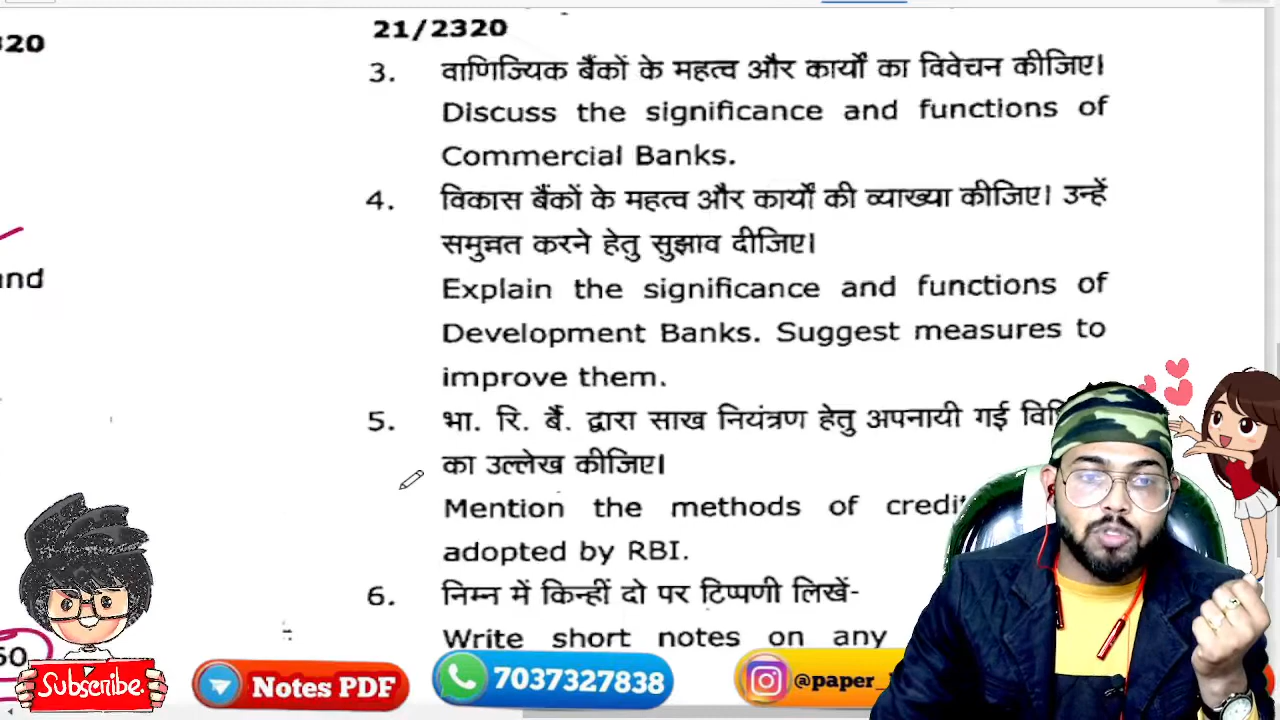 320
21/2320
3. वाणिज्यिक बैंकों के महत्व और कार्यों का विवेचन कीजिए।
Discuss the significance and functions of
Commercial Banks.
4. विकास बैंकों के महत्व और कार्यों की व्याख्या कीजिए। उन्हें
समुन्नत करने हेतु सुझाव दीजिए।
and
Explain the significance and functions of
Development Banks. Suggest measures to
improve them.
5. भा. रि. बैं. द्वारा साख नियंत्रण हेतु अपनायी गई
का उल्लेख कीजिए।
Mention the methods of credit
adopted by RBI.
6. निम्न में किन्हीं दो पर टिप्पणी लिखें-
Write short notes on any
50
Subscribe.
Notes PDF
7037327838
@paper_